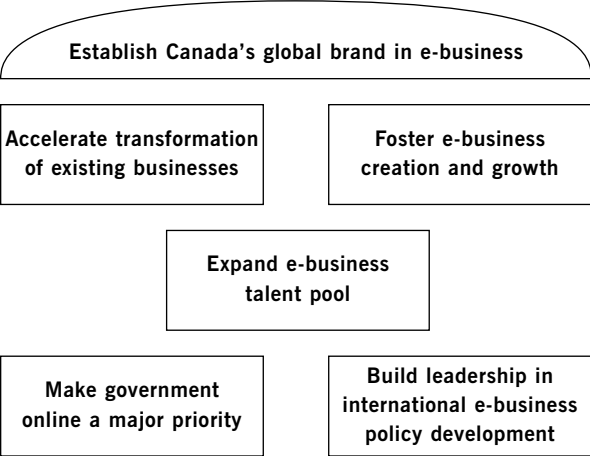 Establish Canada's global brand in e-business
Accelerate transformation
of existing businesses
Foster e-business
creation and growth
Expand e-business
talent pool
Make government
online a major priority
Build leadership in
international e-business
policy development